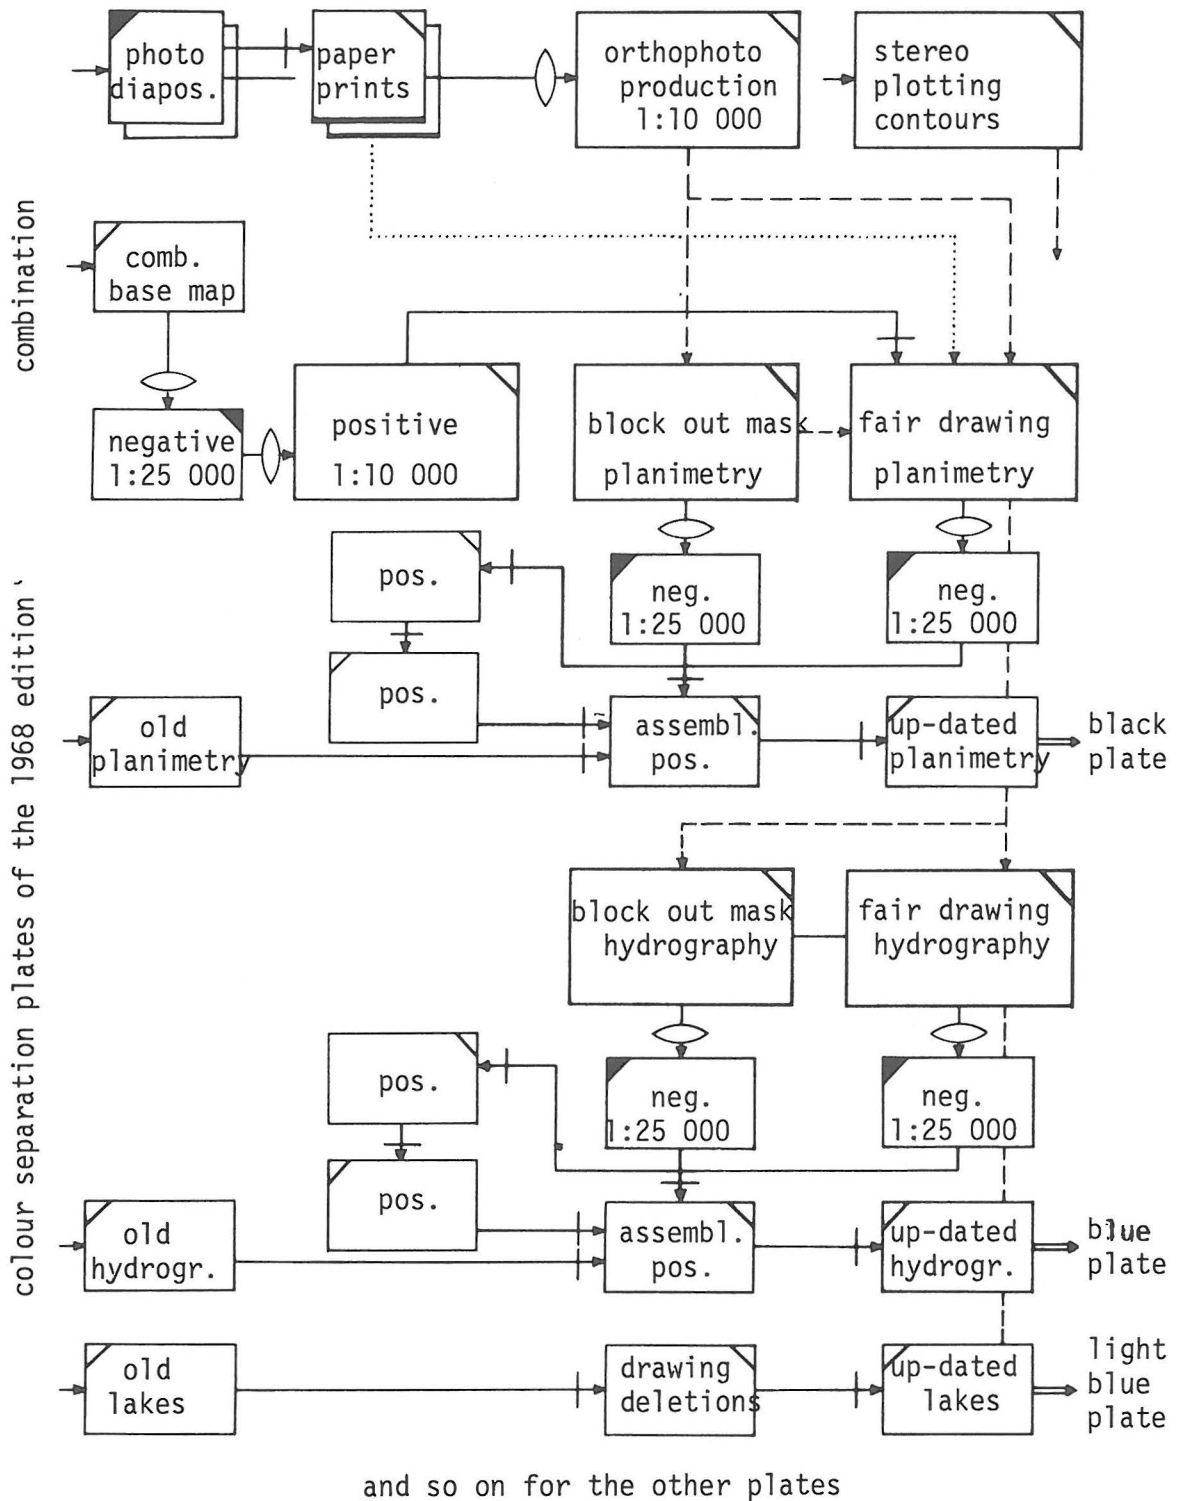 photo
diapos.
paper
prints
orthophoto
production
1:10 000
stereo
plotting
contours
combination
comb.
base map
negative
1:25 000
positive
1:10 000
block out mask
planimetry
fair drawing
planimetry
colour separation plates of the 1968 edition
pos.
neg.
1:25 000
neg.
1:25 000
pos.
old
planimetry
assembl.
pos.
up-dated
planimetry
black
plate
block out mask
hydrography
fair drawing
hydrography
pos.
neg.
1:25 000
neg.
1:25 000
pos.
old
hydrogr.
assembl.
pos.
up-dated
hydrogr.
blue
plate
old
lakes
drawing
deletions
up-dated
lakes
light
blue
plate
and so on for the other plates